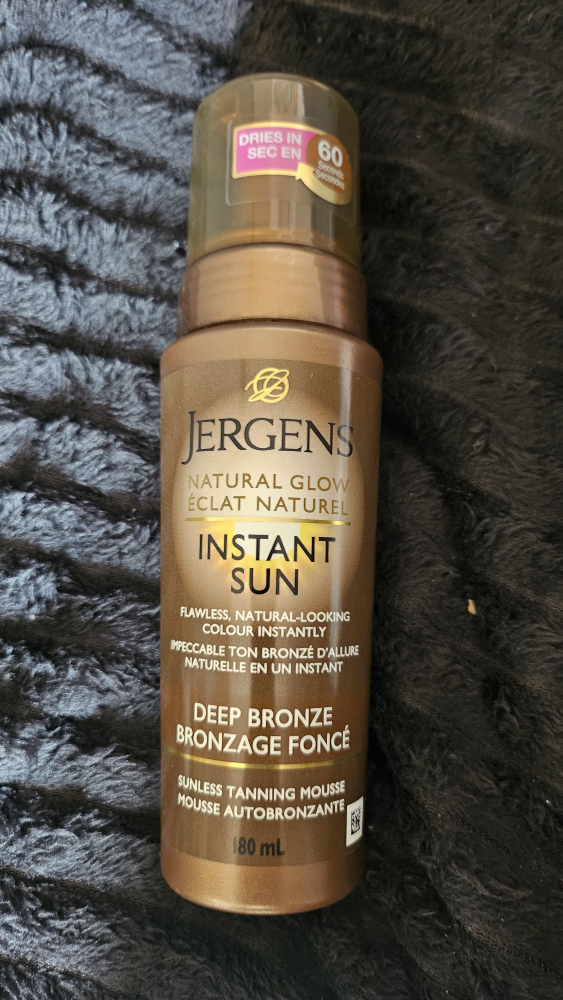 DRIES IN
SEC EN
60
Seconds
Secondes
JERGENS
NATURAL GLOW
ÉCLAT NATUREL
INSTANT
SUN
FLAWLESS, NATURAL-LOOKING
COLOUR INSTANTLY
IMPECCABLE TON BRONZÉ D'ALLURE
NATURELLE EN UN INSTANT
DEEP BRONZE
BRONZAGE FONCÉ
SUNLESS TANNING MOUSSE
MOUSSE AUTOBRONZANTE
180 mL